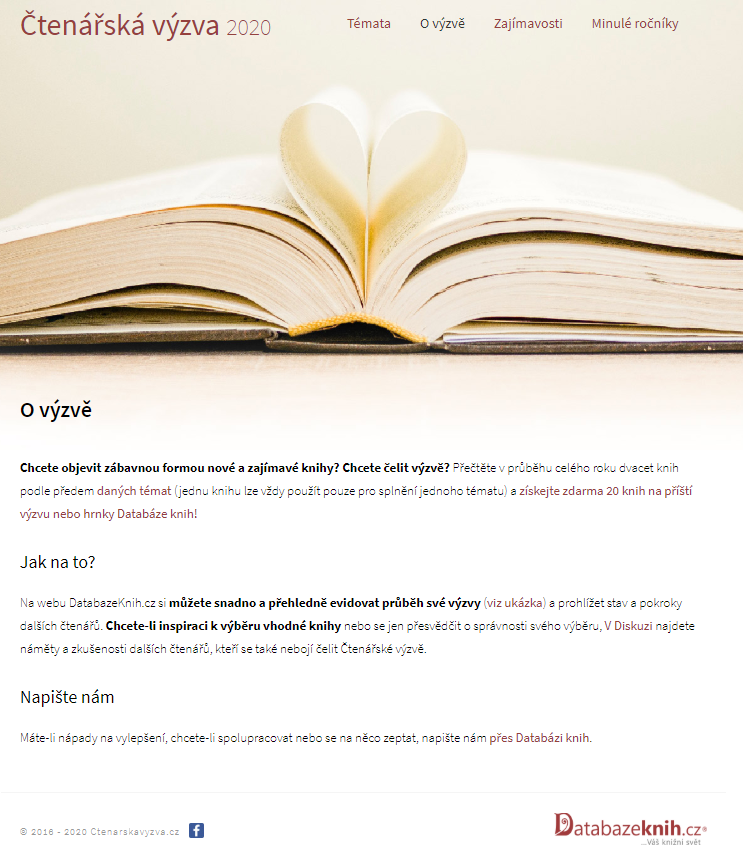 Čtenářská výzva 2020
Témata O výzvě Zajímavosti Minulé ročníky
O výzvě
Chcete objevit zábavnou formou nové a zajímavé knihy? Chcete čelit výzvě? Přečtěte v průběhu celého roku dvacet knih
podle předem daných témat (jednu knihu lze vždy použít pouze pro splnění jednoho tématu) a získejte zdarma 20 knih na příští
výzvu nebo hrnky Databáze knih!
Jak na to?
Na webu DatabazeKnih.cz si můžete snadno a přehledně evidovat průběh své výzvy (viz ukázka) a prohlížet stav a pokroky
dalších čtenářů. Chcete-li inspiraci k výběru vhodné knihy nebo se jen přesvědčit o správnosti svého výběru, V Diskuzi najdete
náměty a zkušenosti dalších čtenářů, kteří se také nebojí čelit Čtenářské výzvě.
Napište nám
Máte-li nápady na vylepšení, chcete-li spolupracovat nebo se na něco zeptat, napište nám přes Databázi knih.
© 2016 - 2020 Ctenarskavyzva.cz f
Databazeknih.cz®
...Váš knižní svět